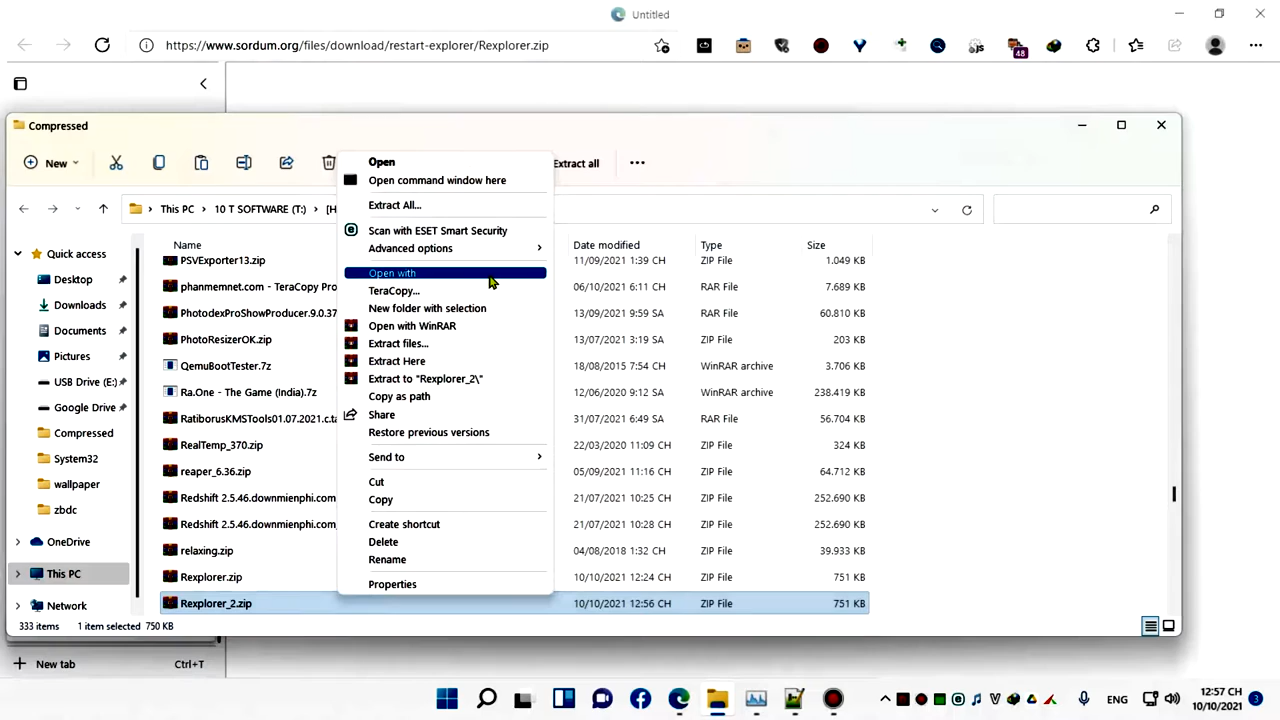 Untitled
https://www.sordum.org/files/download/restart-explorer/Rexplorer.zip
48
Compressed
New
Extract all
This PC
10 T SOFTWARE (T:)
[H
Name
Date modified
Type
Size
Quick access
Desktop
Downloads
Documents
Pictures
USB Drive (E:)
Google Drive
Compressed
System32
wallpaper
zbdc
OneDrive
This PC
Network
PSVExporter13.zip 11/09/2021 1:39 CH ZIP File 1.049 KB
phanmemnet.com - TeraCopy Pro 06/10/2021 6:11 CH RAR File 7.689 KB
PhotodexProShowProducer.9.0.37 13/09/2021 9:59 SA RAR File 60.810 KB
PhotoResizerOK.zip 13/07/2021 3:19 SA ZIP File 203 KB
QemuBootTester.7z 18/08/2015 7:54 CH WinRAR archive 3.706 KB
Ra.One - The Game (India).7z 12/06/2020 9:12 SA WinRAR archive 238.419 KB
RatiborusKMSTools01.07.2021.c.ta 31/07/2021 6:49 SA RAR File 56.704 KB
RealTemp_370.zip 22/03/2020 11:09 CH ZIP File 324 KB
reaper_6.36.zip 05/09/2021 11:16 CH ZIP File 64.712 KB
Redshift 2.5.46.downmienphi.com 21/07/2021 10:25 CH ZIP File 252.690 KB
Redshift 2.5.46.downmienphi.com 21/07/2021 10:28 CH ZIP File 252.690 KB
relaxing.zip 04/08/2018 1:32 CH ZIP File 39.933 KB
Rexplorer.zip 10/10/2021 12:24 CH ZIP File 751 KB
Rexplorer_2.zip 10/10/2021 12:56 CH ZIP File 751 KB
Open
Open command window here
Extract All...
Scan with ESET Smart Security
Advanced options
Open with
TeraCopy...
New folder with selection
Open with WinRAR
Extract files...
Extract Here
Extract to "Rexplorer_2\"
Copy as path
Share
Restore previous versions
Send to
Cut
Copy
Create shortcut
Delete
Rename
Properties
333 items 1 item selected 750 KB
New tab Ctrl+T
ENG
12:57 CH
10/10/2021
3